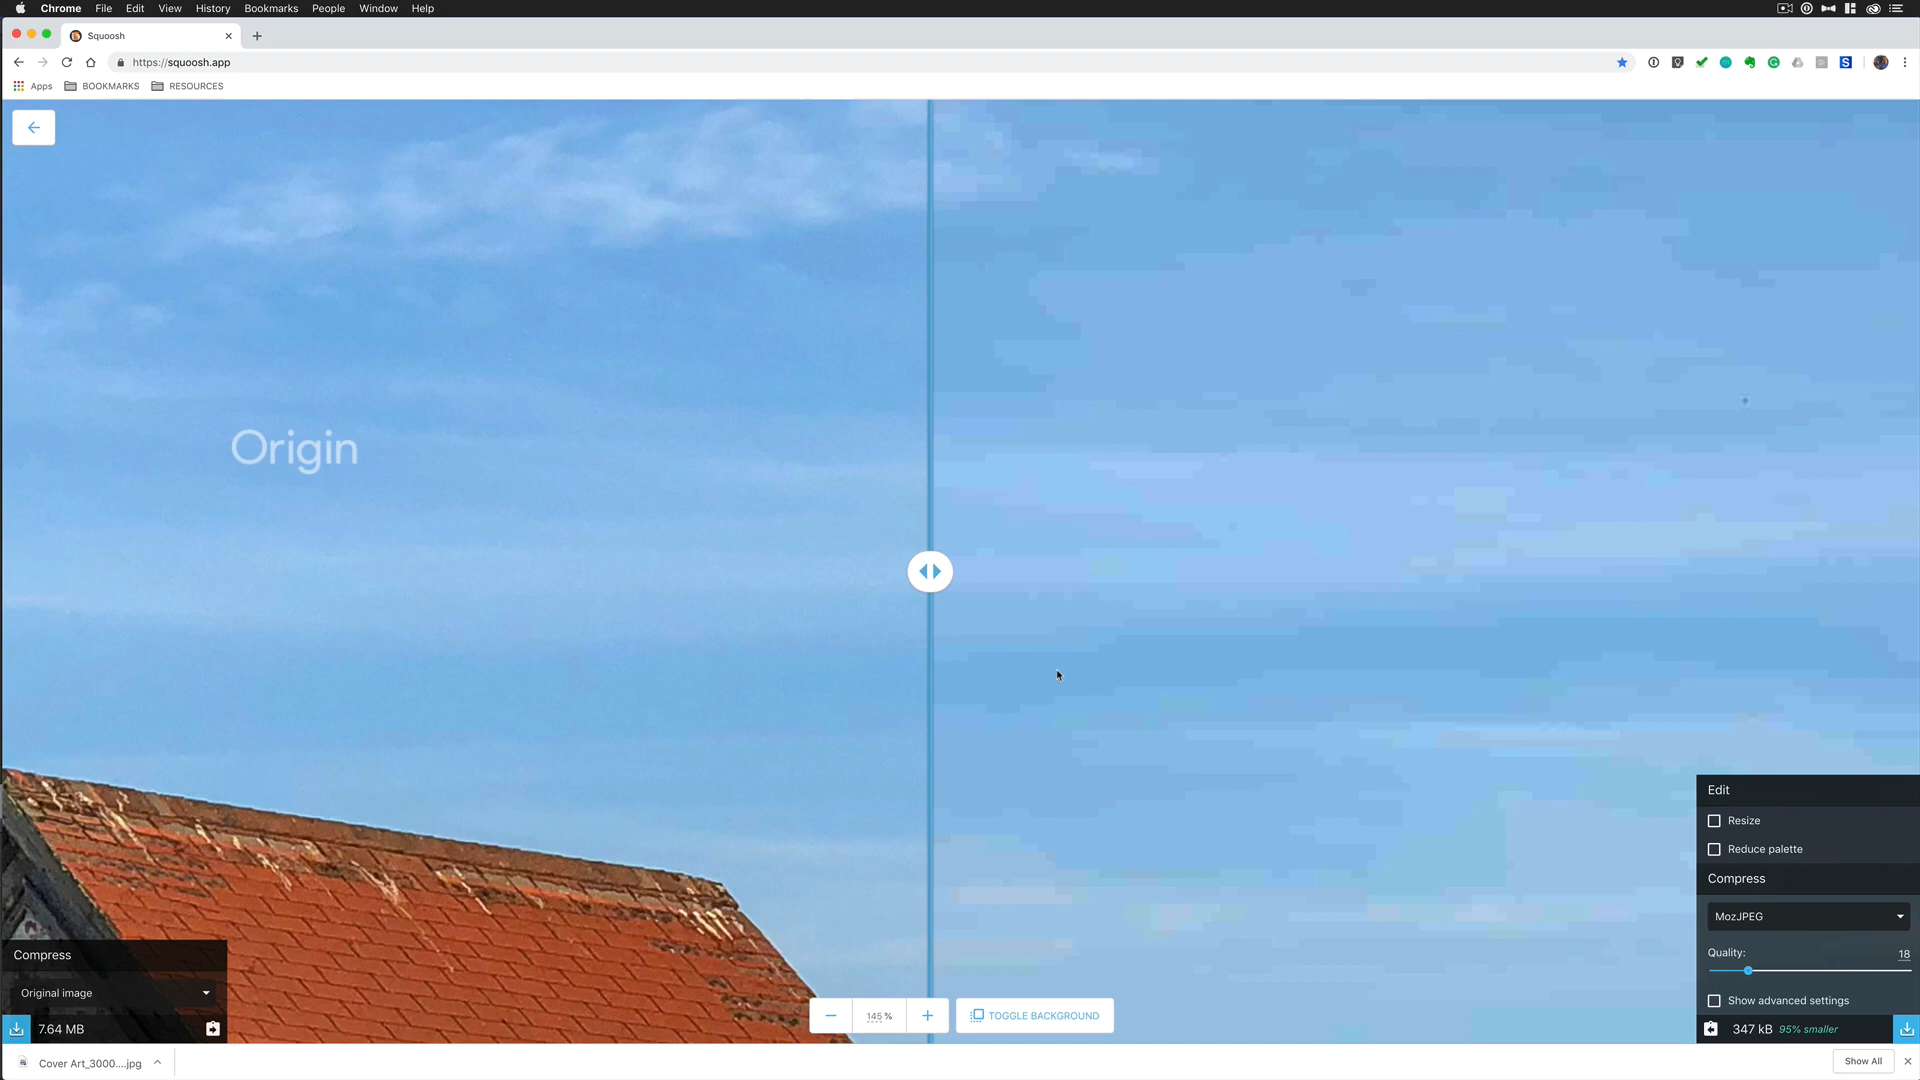 Chrome File Edit View History Bookmarks People Window Help
Squoosh
https://squoosh.app
Apps BOOKMARKS RESOURCES
Origin
Edit
Resize
Reduce palette
Compress
MozJPEG
Quality: 18
Show advanced settings
347 kB 95% smaller
Compress
Original image
7.64 MB
145 %
TOGGLE BACKGROUND
Cover Art_3000....jpg
Show All